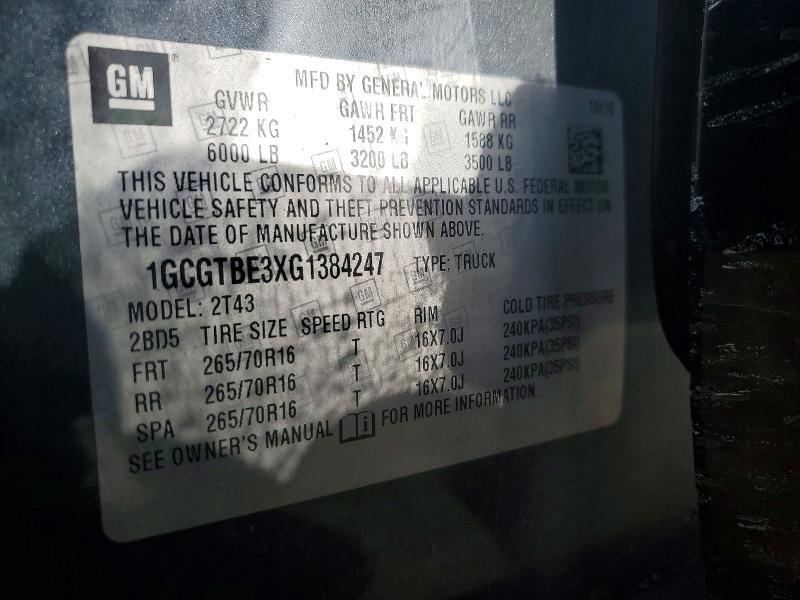 GM
MFD BY GENERAL MOTORS LLC
GVWR GAWR FRT GAWR RR
2722 KG 1452 KG 1588 KG
6000 LB 3200 LB 3500 LB
THIS VEHICLE CONFORMS TO ALL APPLICABLE U.S. FEDERAL MOTOR
VEHICLE SAFETY AND THEFT PREVENTION STANDARDS IN EFFECT ON
THE DATE OF MANUFACTURE SHOWN ABOVE.
1GCGTBE3XG1384247 TYPE: TRUCK
MODEL: 2T43
2BD5 TIRE SIZE SPEED RTG RIM COLD TIRE PRESSURE
FRT 265/70R16 T 16X7.0J 240KPA(35PSI)
RR 265/70R16 T 16X7.0J 240KPA(35PSI)
SPA 265/70R16 T 16X7.0J 240KPA(35PSI)
SEE OWNER'S MANUAL FOR MORE INFORMATION.